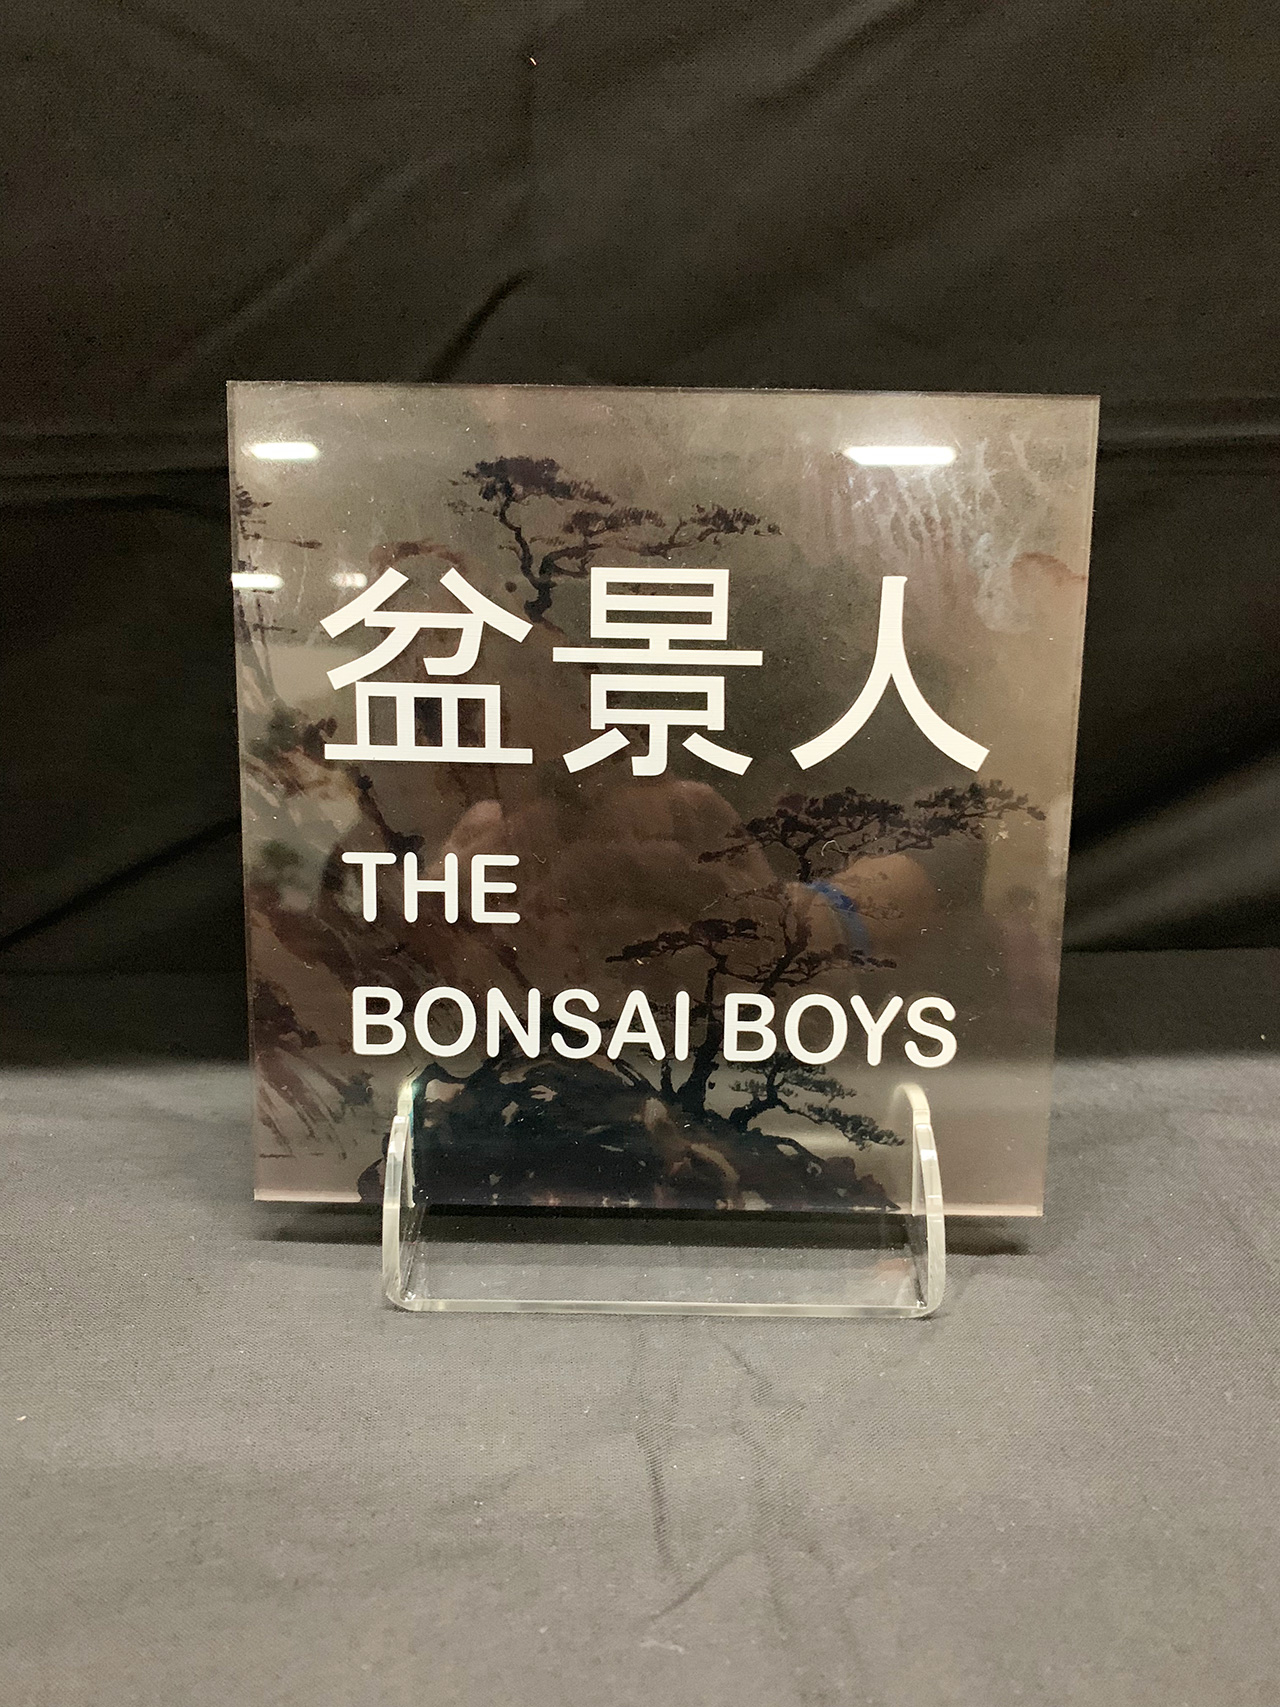 盆景人
THE
BONSAI BOYS